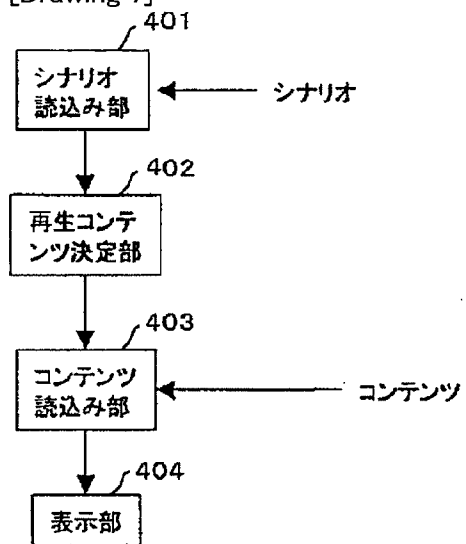 401
シナリオ
読込み部
シナリオ
402
再生コンテ
ンツ決定部
403
コンテンツ
読込み部
コンテンツ
404
表示部